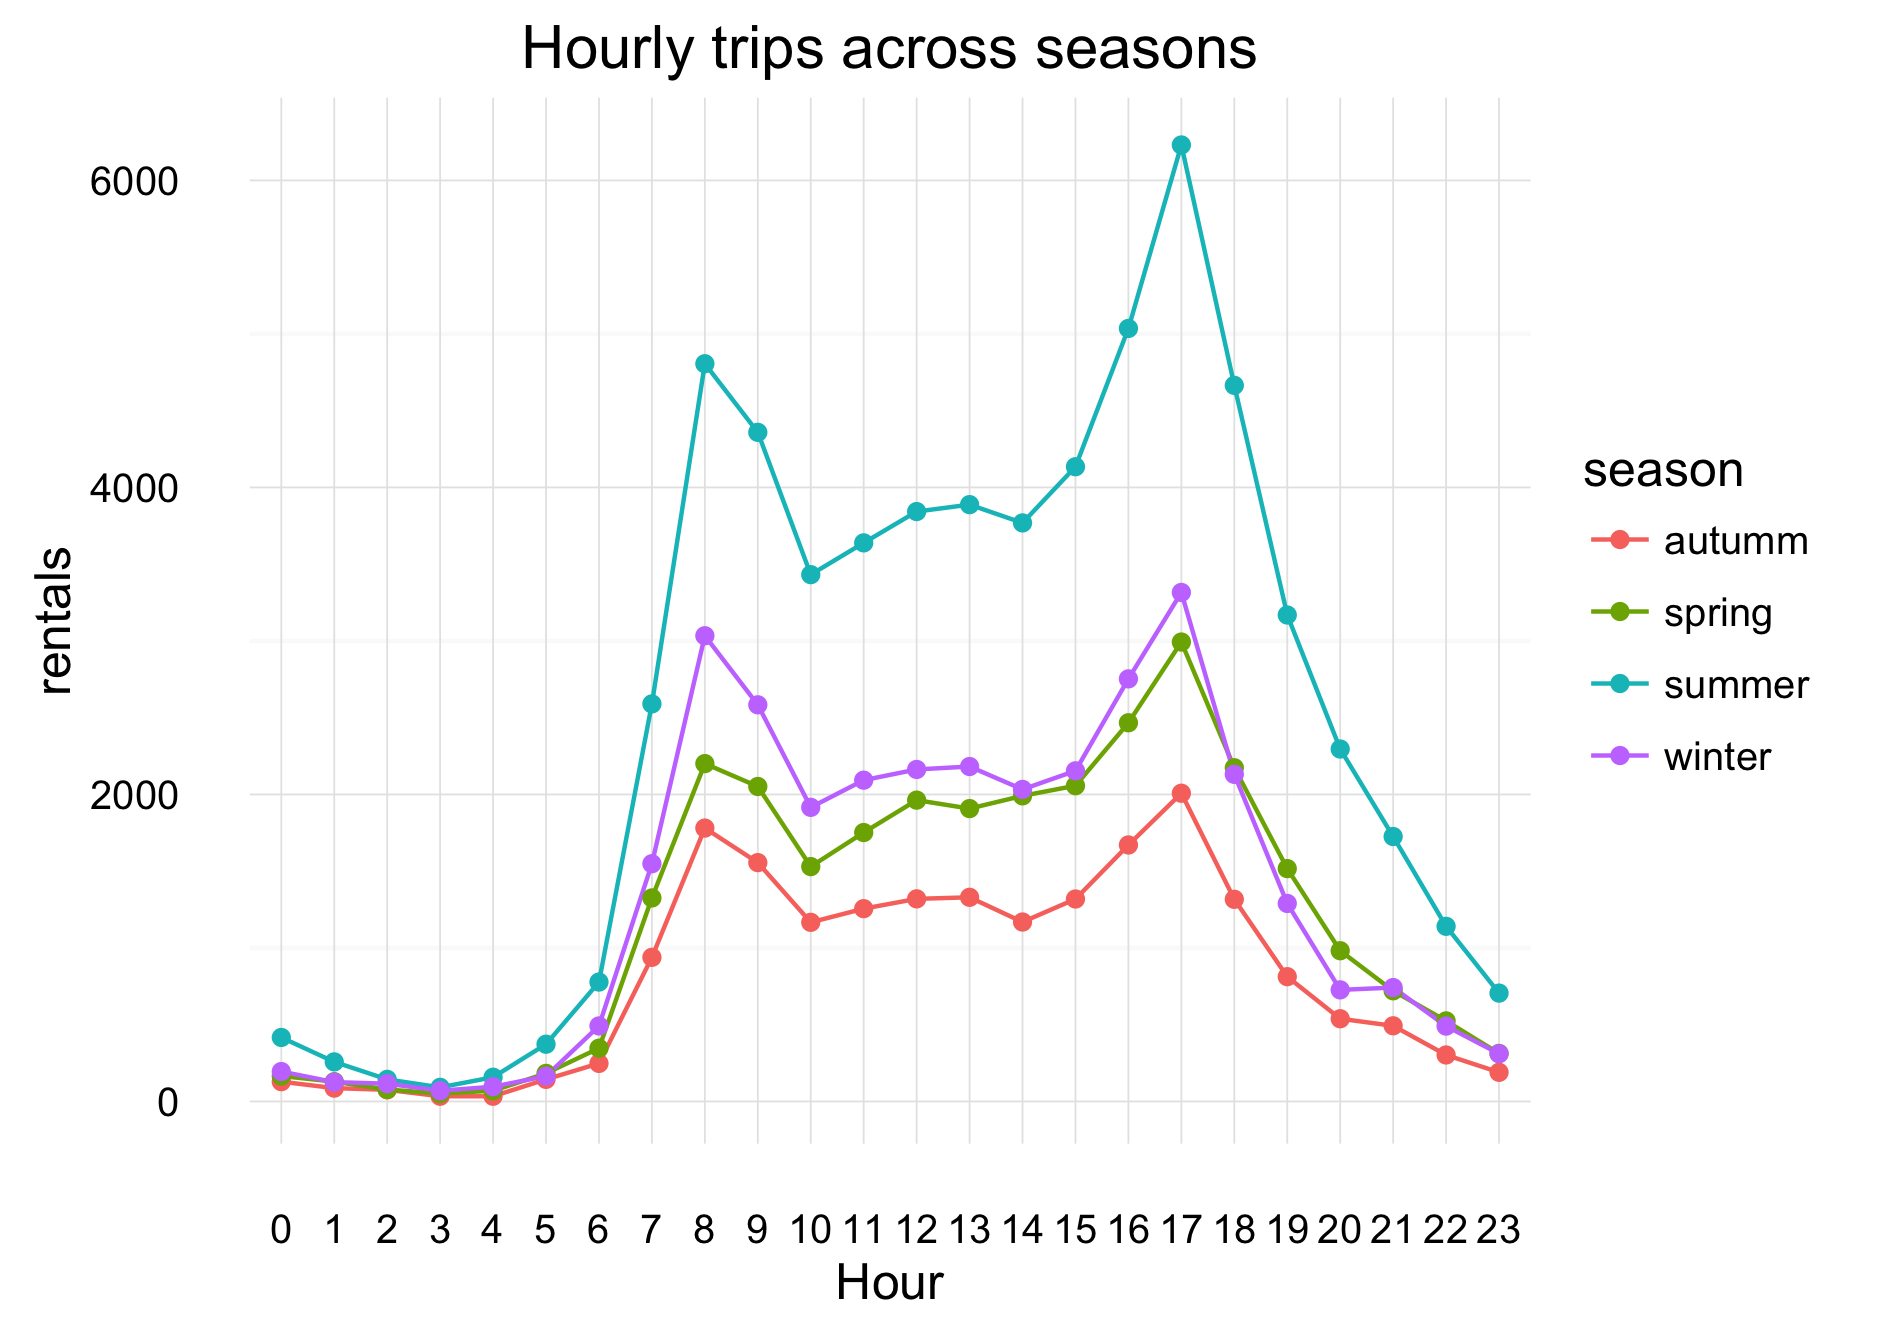 Hourly trips across seasons
6000
4000
2000
0
rentals
0 1 2 3 4 5 6 7 8 9 10 11 12 13 14 15 16 17 18 19 20 21 22 23
Hour
season
autumm
spring
summer
winter